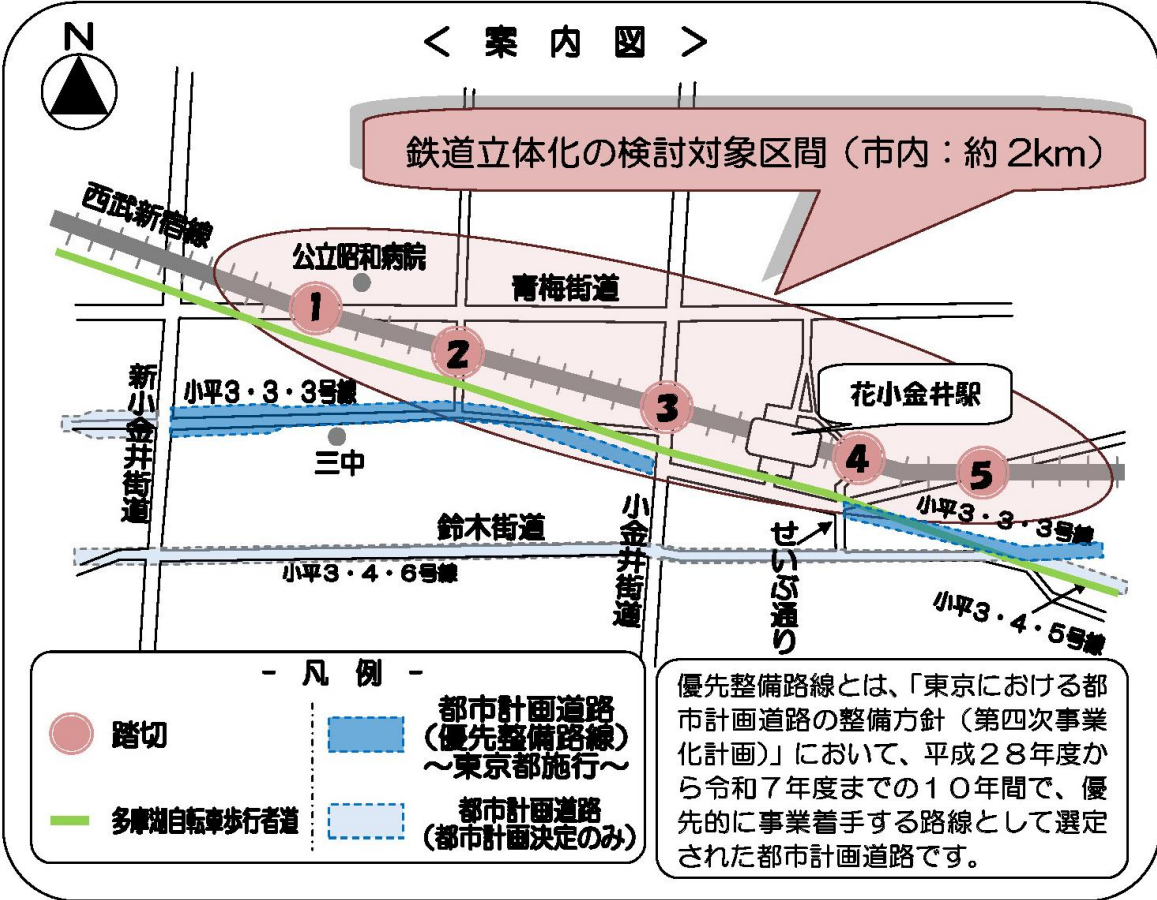 N
＜ 案 内 図 ＞
鉄道立体化の検討対象区間（市内：約 2km）
西武新宿線
公立昭和病院
青梅街道
1
2
3
4
5
花小金井駅
新小金井街道
小平３・３・３号線
三中
鈴木街道
小平３・４・６号線
小金井街道
せいぶ通り
小平３・３・３号線
小平３・４・５号線
- 凡 例 -
踏切
多摩湖自転車歩行者道
都市計画道路
（優先整備路線）
～東京都施行～
都市計画道路
（都市計画決定のみ）
優先整備路線とは、「東京における都
市計画道路の整備方針（第四次事業
化計画）」において、平成２８年度か
ら令和７年度までの１０年間で、優
先的に事業着手する路線として選定
された都市計画道路です。